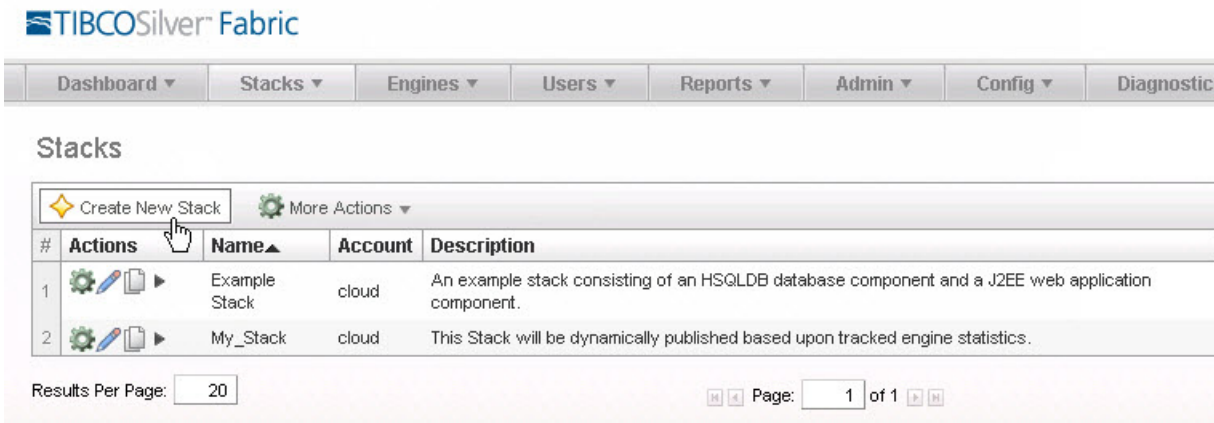 TIBCOSilver™ Fabric
Dashboard Stacks Engines Users Reports Admin Config Diagnostic
Stacks
Create New Stack More Actions
# Actions Name Account Description
1 Example Stack cloud An example stack consisting of an HSQLDB database component and a J2EE web application component.
2 My_Stack cloud This Stack will be dynamically published based upon tracked engine statistics.
Results Per Page: 20 Page: 1 of 1